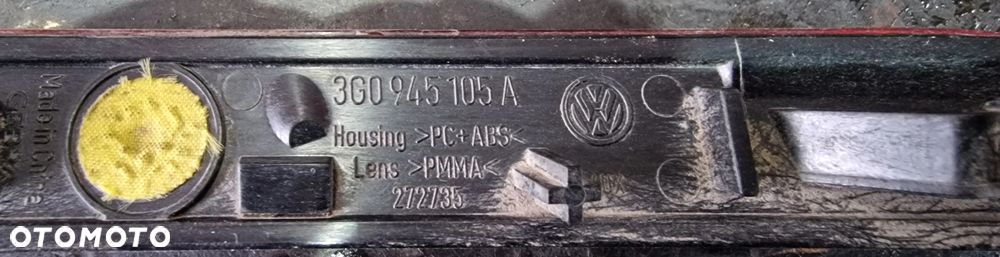 Made in China
3G0 945 105 A
Housing >PC+ABS<
Lens >PMMA<
272735
OTOMOTO